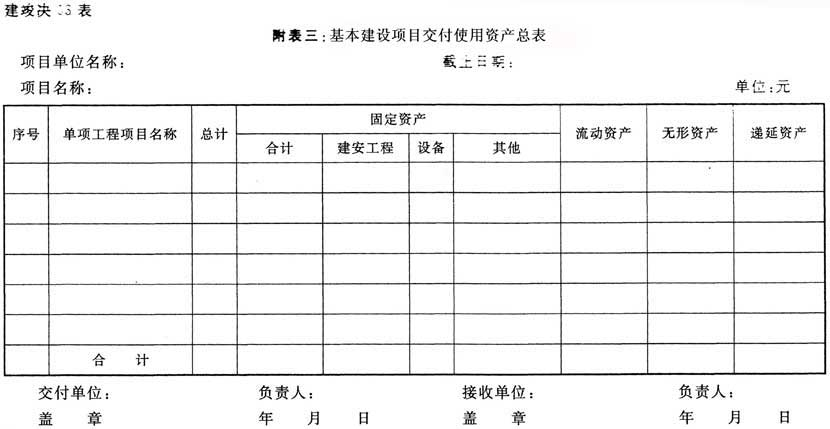 建竣决 03 表
附表三:基本建设项目交付使用资产总表
项目单位名称: 截止日期:
项目名称: 单位:元
序号 单项工程项目名称 总计 固定资产 流动资产 无形资产 递延资产
合计 建安工程 设备 其他
合 计
交付单位: 负责人: 接收单位: 负责人:
盖 章 年 月 日 盖 章 年 月 日